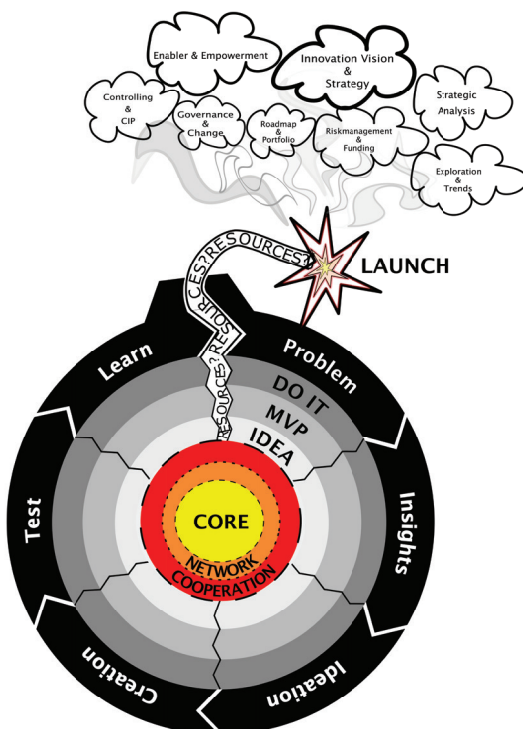 Enabler & Empowerment
Innovation Vision
&
Strategy
Controlling
&
CIP
Governance
&
Change
Roadmap
&
Portfolio
Riskmanagement
&
Funding
Strategic
Analysis
Exploration
& Trends
RESOURCES?RESOURCES?RESOURCES?
LAUNCH
Learn
Problem
DO IT
MVP
IDEA
Test
CORE
Insights
NETWORK
COOPERATION
Creation
Ideation